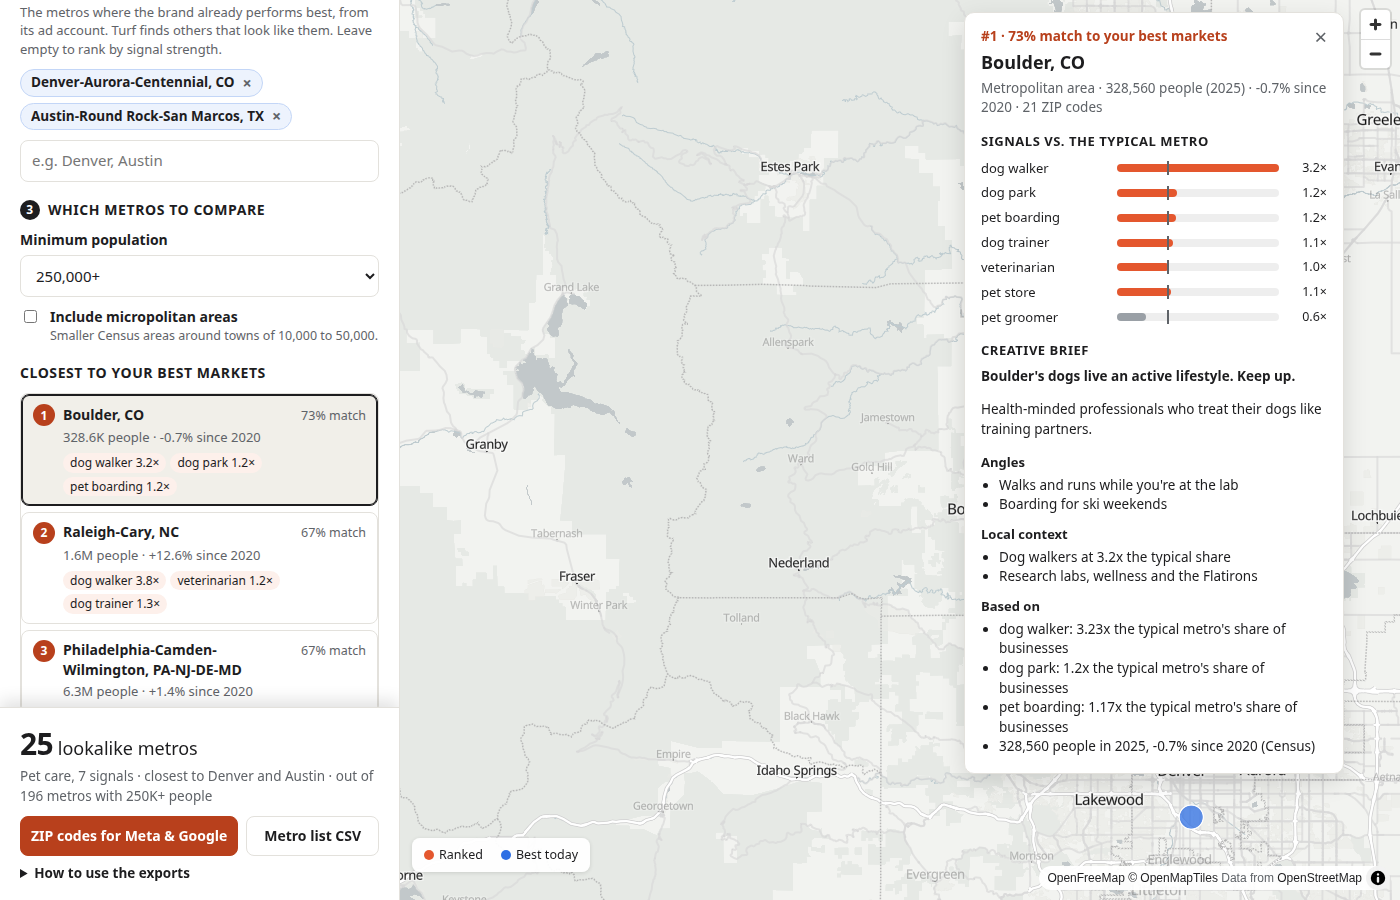 The metros where the brand already performs best, from
its ad account. Turf finds others that look like them. Leave
empty to rank by signal strength.
Denver-Aurora-Centennial, CO ×
Austin-Round Rock-San Marcos, TX ×
e.g. Denver, Austin
3 WHICH METROS TO COMPARE
Minimum population
250,000+
Include micropolitan areas
Smaller Census areas around towns of 10,000 to 50,000.
CLOSEST TO YOUR BEST MARKETS
1 Boulder, CO 73% match
328.6K people · -0.7% since 2020
dog walker 3.2× dog park 1.2×
pet boarding 1.2×
2 Raleigh-Cary, NC 67% match
1.6M people · +12.6% since 2020
dog walker 3.8× veterinarian 1.2×
dog trainer 1.3×
3 Philadelphia-Camden- 67% match
Wilmington, PA-NJ-DE-MD
6.3M people · +1.4% since 2020
25 lookalike metros
Pet care, 7 signals · closest to Denver and Austin · out of
196 metros with 250K+ people
ZIP codes for Meta & Google
Metro list CSV
How to use the exports
Estes Park
Grand Lake
Allenspark
Jamestown
Granby
Ward
Gold Hill
Bo
Tabernash
Nederland
Fraser
Winter Park
Tolland
Black Hawk
Empire
Idaho Springs
Georgetown
orne
Keystone
Ranked
Best today
#1 · 73% match to your best markets ×
Boulder, CO
Metropolitan area · 328,560 people (2025) · -0.7% since
2020 · 21 ZIP codes
SIGNALS VS. THE TYPICAL METRO
dog walker 3.2×
dog park 1.2×
pet boarding 1.2×
dog trainer 1.1×
veterinarian 1.0×
pet store 1.1×
pet groomer 0.6×
CREATIVE BRIEF
Boulder's dogs live an active lifestyle. Keep up.
Health-minded professionals who treat their dogs like
training partners.
Angles
• Walks and runs while you're at the lab
• Boarding for ski weekends
Local context
• Dog walkers at 3.2x the typical share
• Research labs, wellness and the Flatirons
Based on
• dog walker: 3.23x the typical metro's share of
businesses
• dog park: 1.2x the typical metro's share of
businesses
• pet boarding: 1.17x the typical metro's share of
businesses
• 328,560 people in 2025, -0.7% since 2020 (Census)
+
−
Greele
Evan
La Sall
st
Lochbuie
Denver
Aurora
Aetna
Lakewood
Morrison
Englewood
Evergreen
Littleton
OpenFreeMap © OpenMapTiles Data from OpenStreetMap